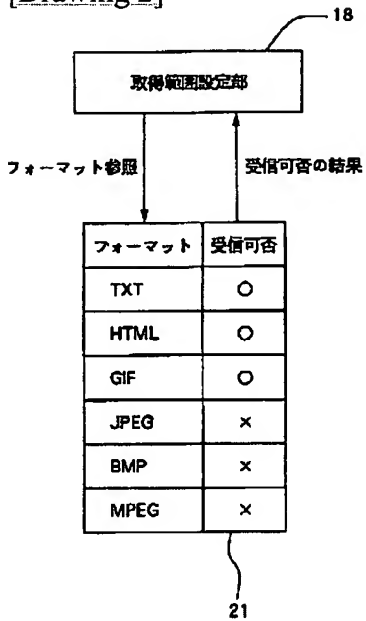 [Drawing 2]
18
取得範囲設定部
フォーマット参照 受信可否の結果
フォーマット 受信可否
TXT ○
HTML ○
GIF ○
JPEG ×
BMP ×
MPEG ×
21